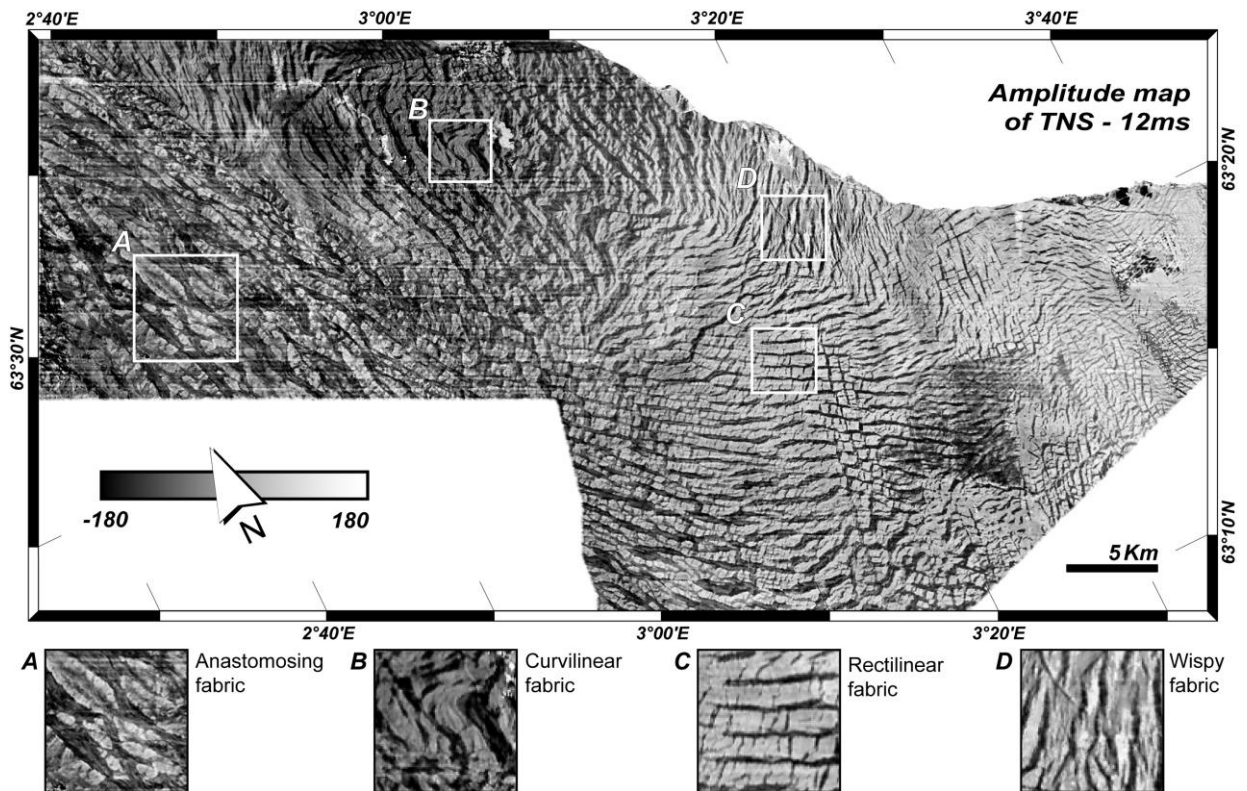 2°40'E 3°00'E 3°20'E 3°40'E
Amplitude map
of TNS - 12ms
B
63°20'N
D
A
C
63°30'N
-180 180
N
63°10'N
5 Km
2°40'E 3°00'E 3°20'E
A Anastomosing
fabric
B Curvilinear
fabric
C Rectilinear
fabric
D Wispy
fabric